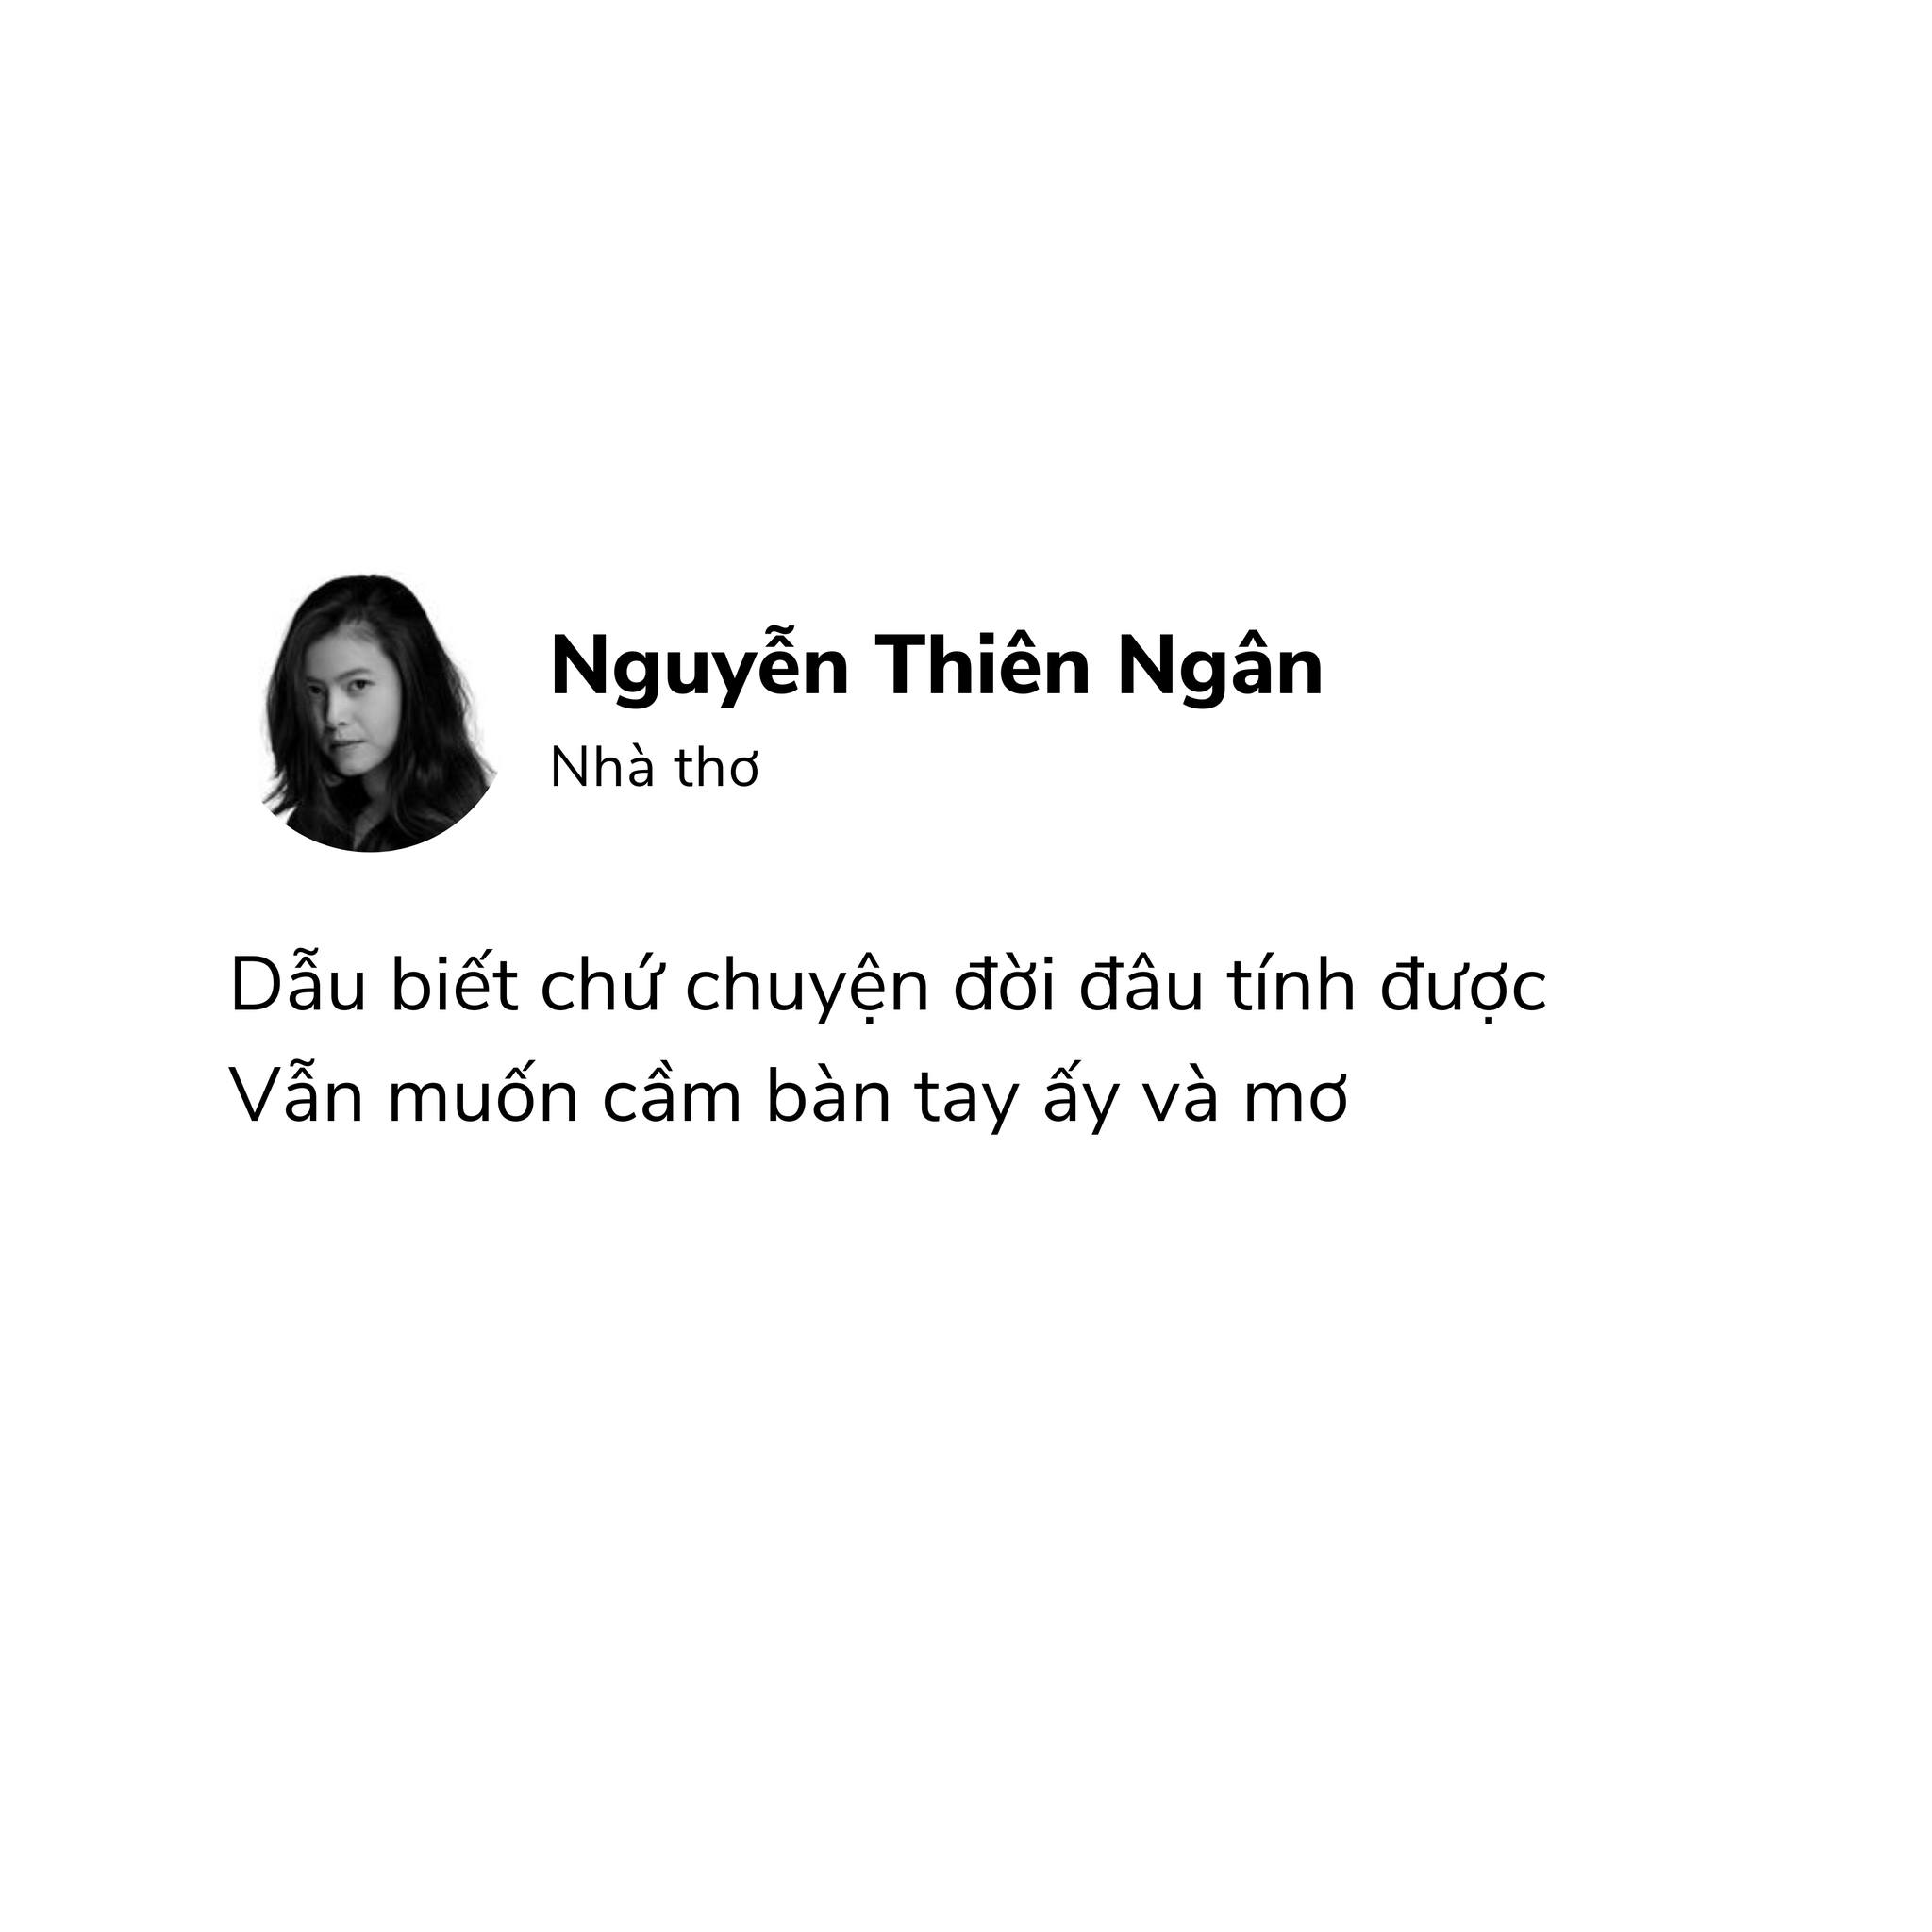 Nguyễn Thiên Ngân
Nhà thơ
Dẫu biết chứ chuyện đời đâu tính được
Vẫn muốn cầm bàn tay ấy và mơ